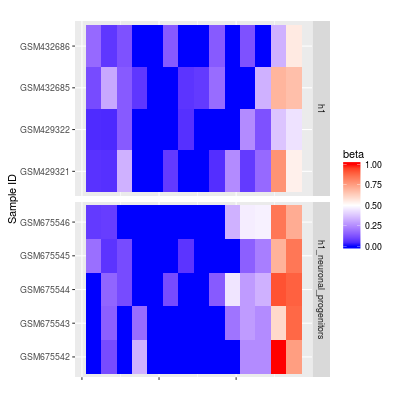 GSM432686
GSM432685
GSM429322
GSM429321
h1
GSM675546
GSM675545
GSM675544
GSM675543
GSM675542
h1_neuronal_progenitors
Sample ID
beta
1.00
0.75
0.50
0.25
0.00